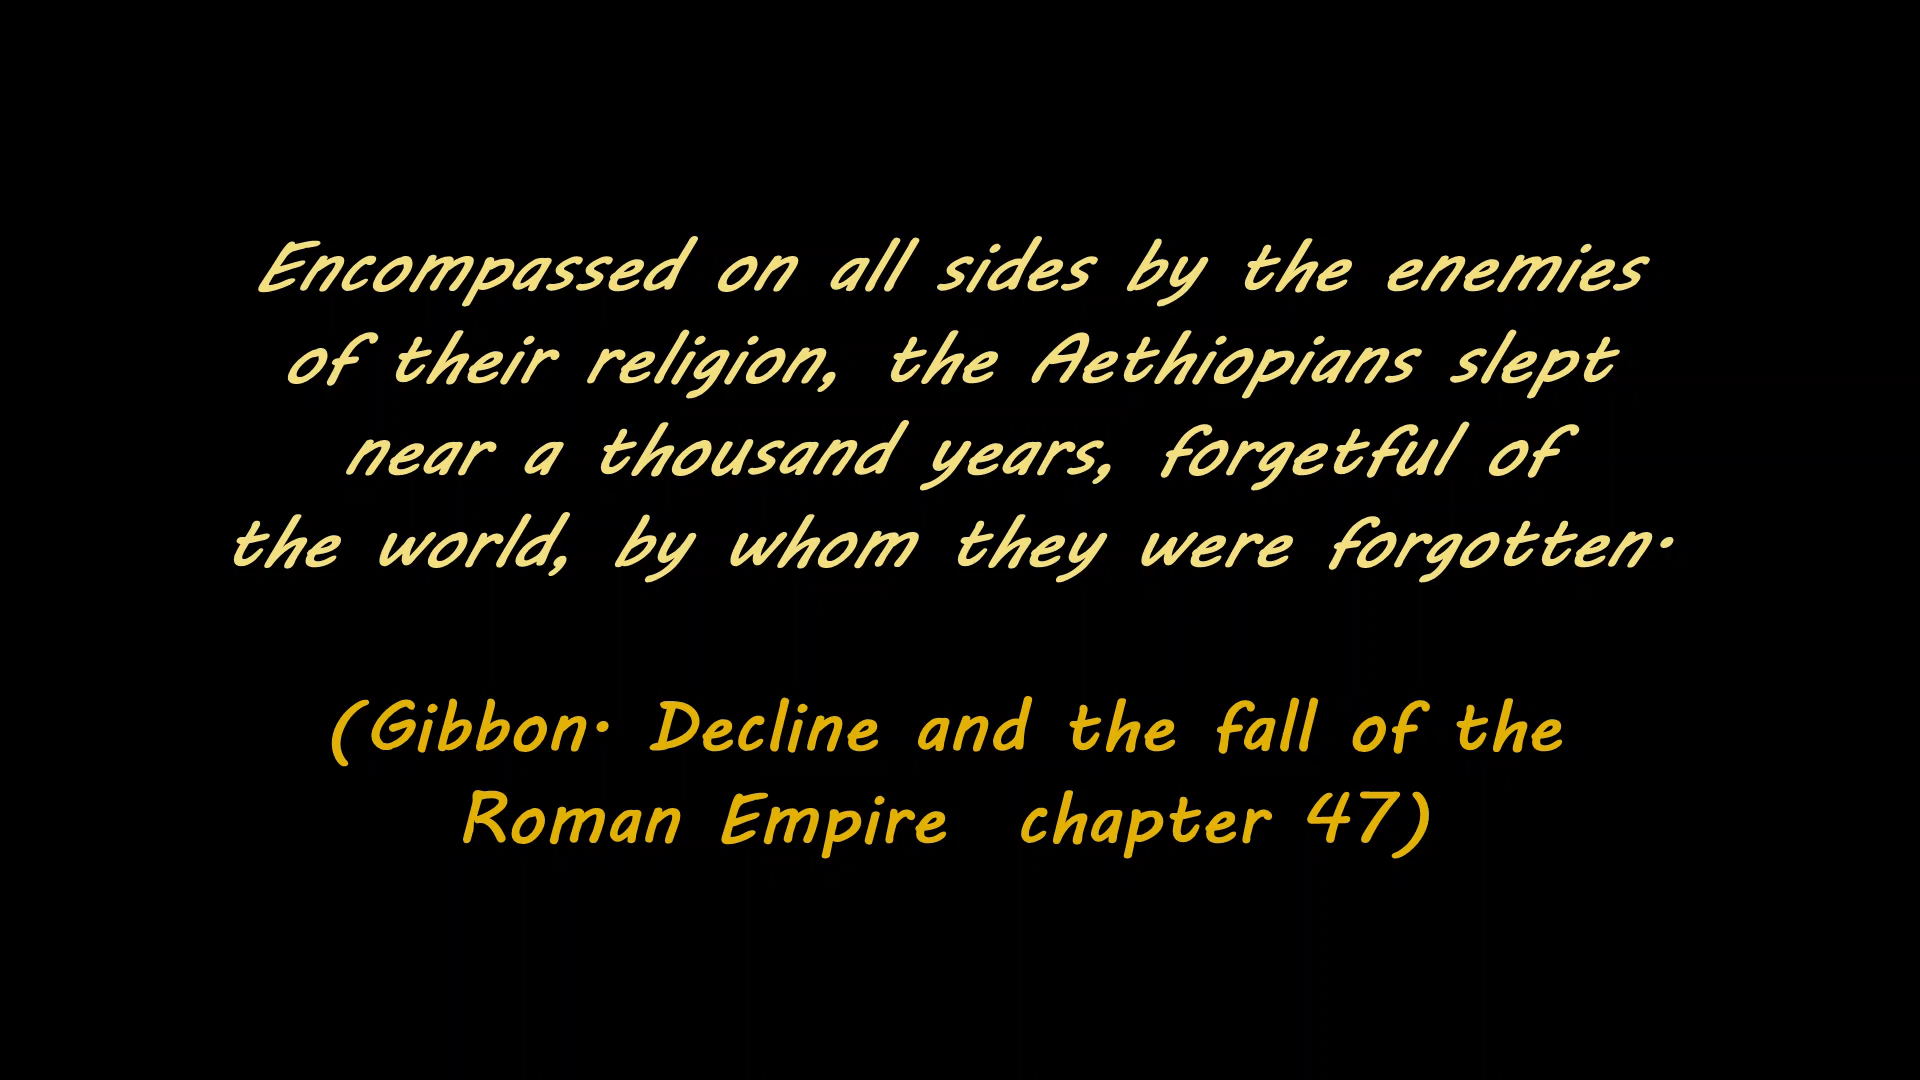 Encompassed on all sides by the enemies
of their religion, the Aethiopians slept
near a thousand years, forgetful of
the world, by whom they were forgotten.
(Gibbon. Decline and the fall of the
Roman Empire chapter 47)